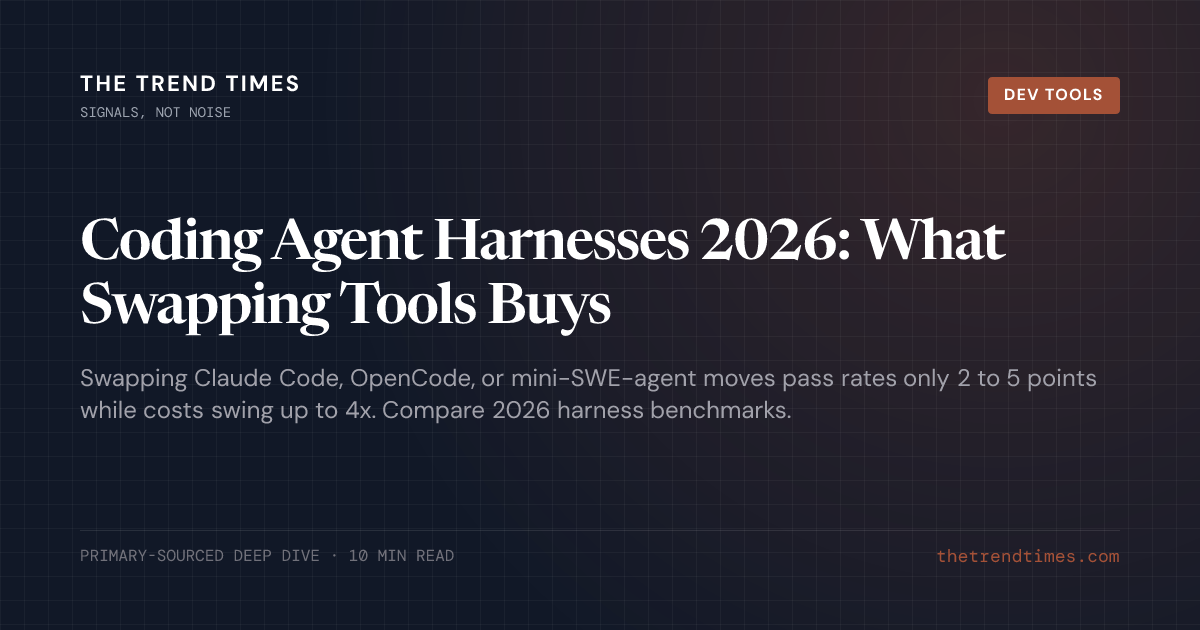 THE TREND TIMES
SIGNALS, NOT NOISE
DEV TOOLS
Coding Agent Harnesses 2026: What
Swapping Tools Buys
Swapping Claude Code, OpenCode, or mini-SWE-agent moves pass rates only 2 to 5 points
while costs swing up to 4x. Compare 2026 harness benchmarks.
PRIMARY-SOURCED DEEP DIVE · 10 MIN READ
thetrendtimes.com